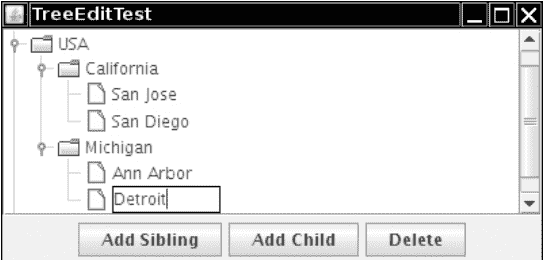 TreeEditTest
USA
California
San Jose
San Diego
Michigan
Ann Arbor
Detroit
Add Sibling Add Child Delete